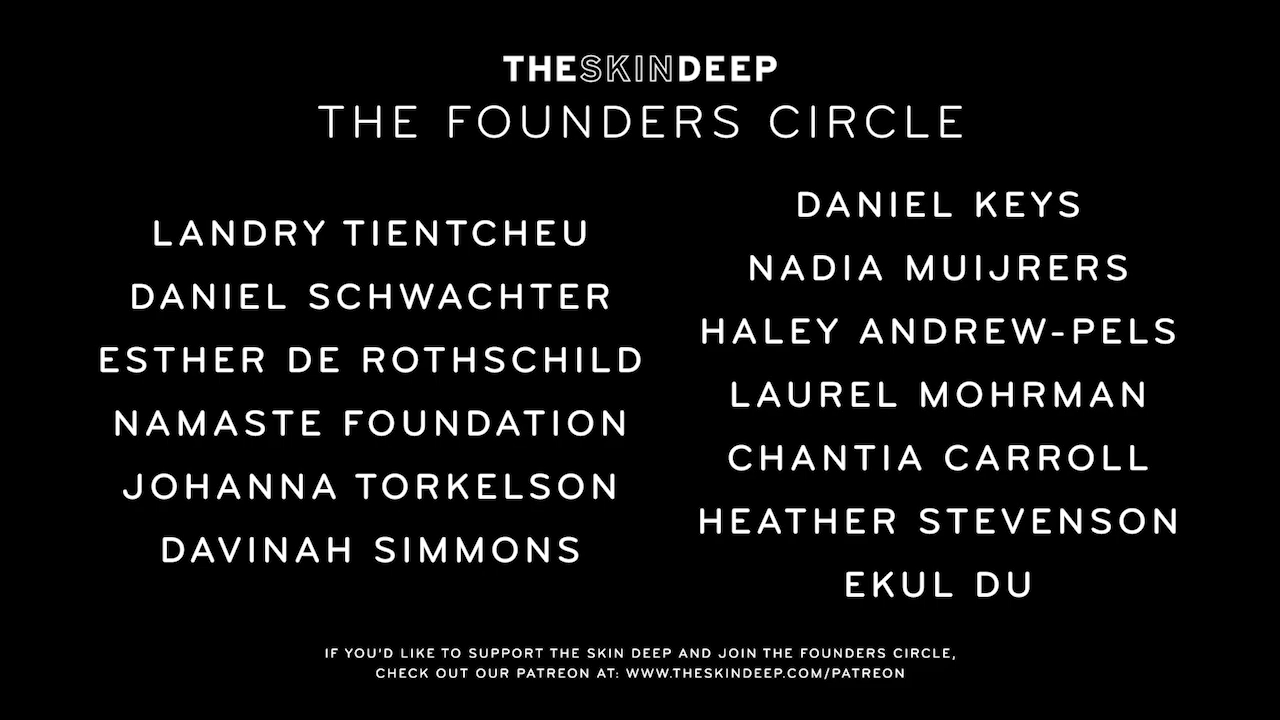 THESKINDEEP
THE FOUNDERS CIRCLE
LANDRY TIENTCHEU
DANIEL SCHWACHTER
ESTHER DE ROTHSCHILD
NAMASTE FOUNDATION
JOHANNA TORKELSON
DAVINAH SIMMONS
DANIEL KEYS
NADIA MUIJRERS
HALEY ANDREW-PELS
LAUREL MOHRMAN
CHANTIA CARROLL
HEATHER STEVENSON
EKUL DU
IF YOU'D LIKE TO SUPPORT THE SKIN DEEP AND JOIN THE FOUNDERS CIRCLE,
CHECK OUT OUR PATREON AT: WWW.THESKINDEEP.COM/PATREON